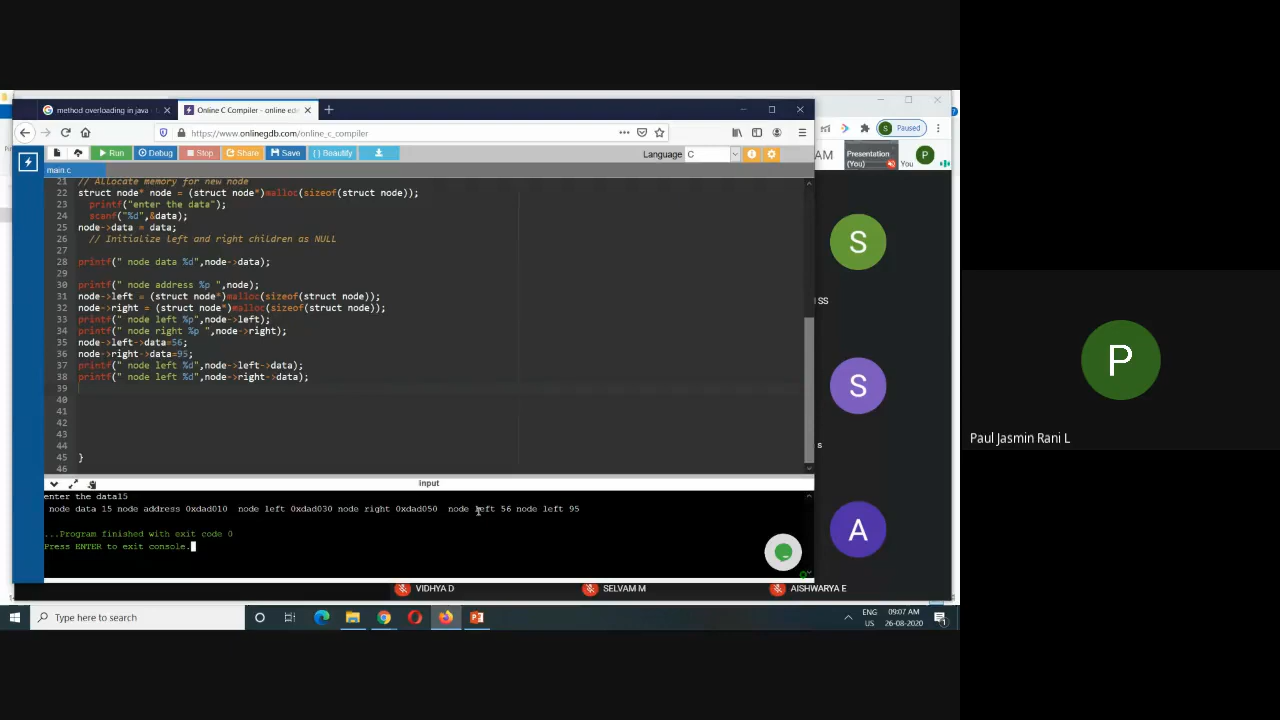 method overloading in java -
Online C Compiler - online edi
https://www.onlinegdb.com/online_c_compiler
Paused
Run
Debug
Stop
Share
Save
{ } Beautify
Language C
AM
Presentation
(You)
You
P
main.c
21 // Allocate memory for new node
22 struct node* node = (struct node*)malloc(sizeof(struct node));
23 printf("enter the data");
24 scanf("%d",&data);
25 node->data = data;
26 // Initialize left and right children as NULL
27
28 printf(" node data %d",node->data);
29
30 printf(" node address %p ",node);
31 node->left = (struct node*)malloc(sizeof(struct node));
32 node->right = (struct node*)malloc(sizeof(struct node));
33 printf(" node left %p",node->left);
34 printf(" node right %p ",node->right);
35 node->left->data=56;
36 node->right->data=95;
37 printf(" node left %d",node->left->data);
38 printf(" node left %d",node->right->data);
39
40
41
42
43
44
45 }
46
input
enter the data15
node data 15 node address 0xdad010 node left 0xdad030 node right 0xdad050 node left 56 node left 95
...Program finished with exit code 0
Press ENTER to exit console.
S
SS
S
s
A
VIDHYA D
SELVAM M
AISHWARYA E
P
Paul Jasmin Rani L
Type here to search
ENG
US
09:07 AM
26-08-2020